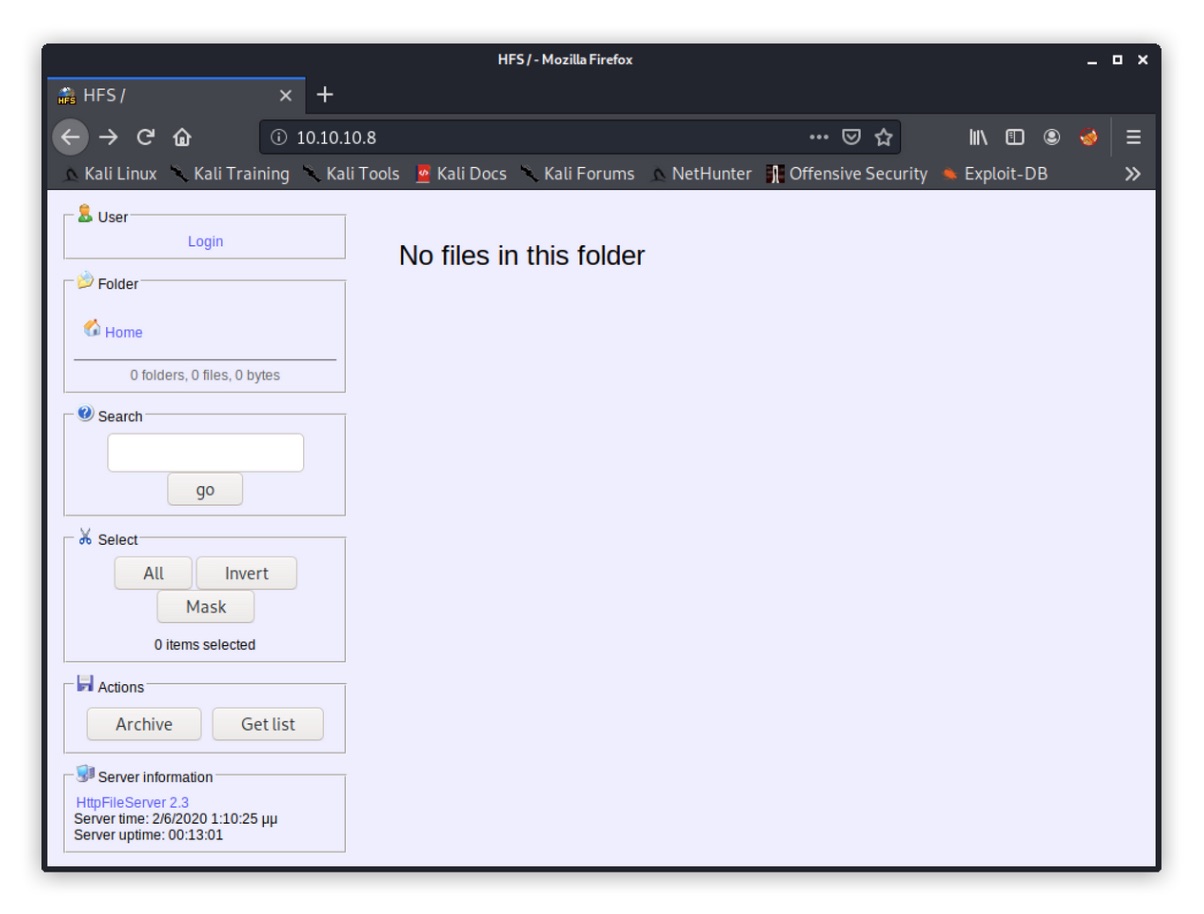 HFS / - Mozilla Firefox
HFS /
10.10.10.8
Kali Linux Kali Training Kali Tools Kali Docs Kali Forums NetHunter Offensive Security Exploit-DB
User
Login
No files in this folder
Folder
Home
0 folders, 0 files, 0 bytes
Search
go
Select
All Invert
Mask
0 items selected
Actions
Archive Get list
Server information
HttpFileServer 2.3
Server time: 2/6/2020 1:10:25 μμ
Server uptime: 00:13:01